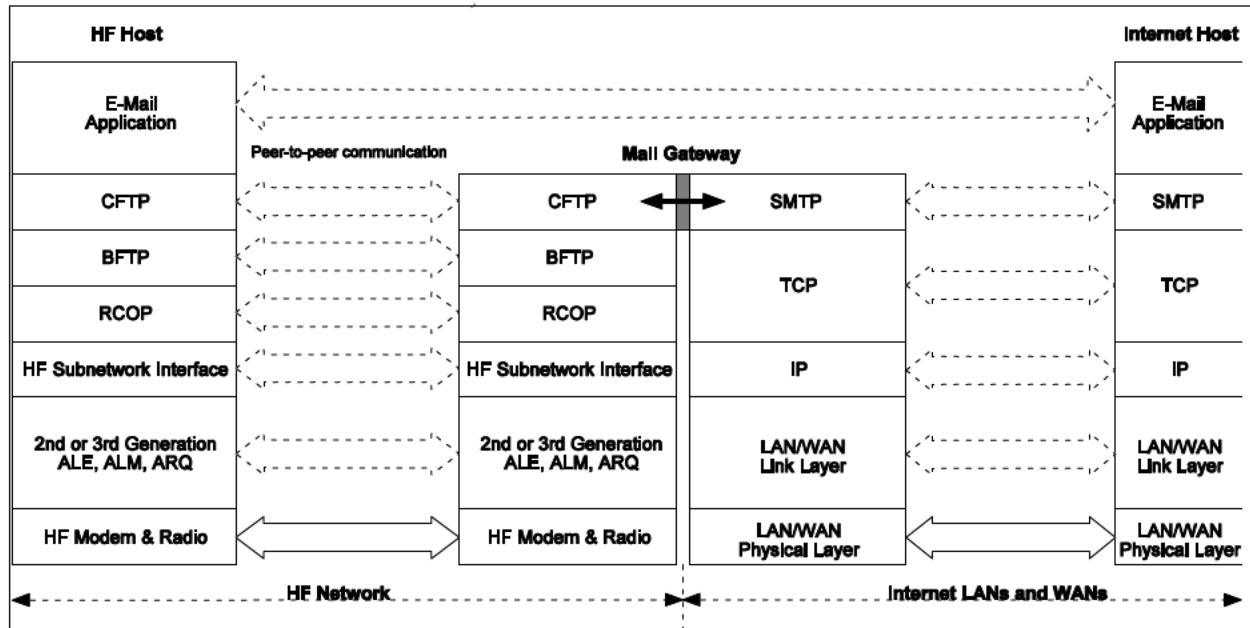 HF Host
Internet Host
E-Mail
Application
E-Mail
Application
Peer-to-peer communication
Mail Gateway
CFTP
CFTP
SMTP
SMTP
BFTP
BFTP
TCP
TCP
RCOP
RCOP
HF Subnetwork Interface
HF Subnetwork Interface
IP
IP
2nd or 3rd Generation
ALE, ALM, ARQ
2nd or 3rd Generation
ALE, ALM, ARQ
LAN/WAN
Link Layer
LAN/WAN
Link Layer
HF Modem & Radio
HF Modem & Radio
LAN/WAN
Physical Layer
LAN/WAN
Physical Layer
HF Network
Internet LANs and WANs